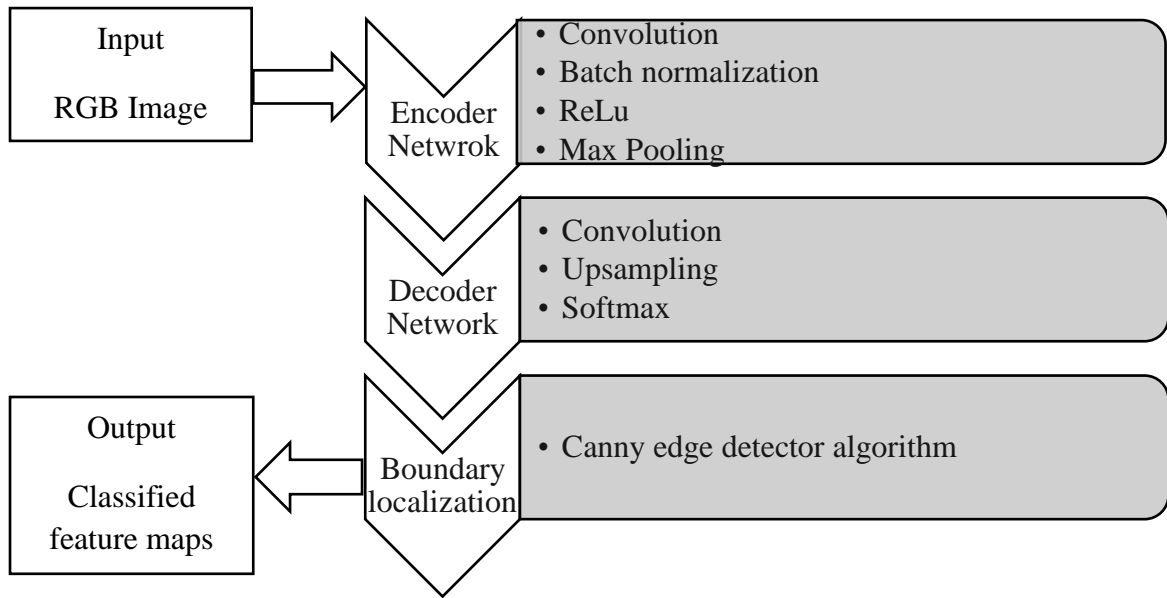 Input
RGB Image
Encoder
Netwrok
• Convolution
• Batch normalization
• ReLu
• Max Pooling
Decoder
Network
• Convolution
• Upsampling
• Softmax
Boundary
localization
• Canny edge detector algorithm
Output
Classified
feature maps